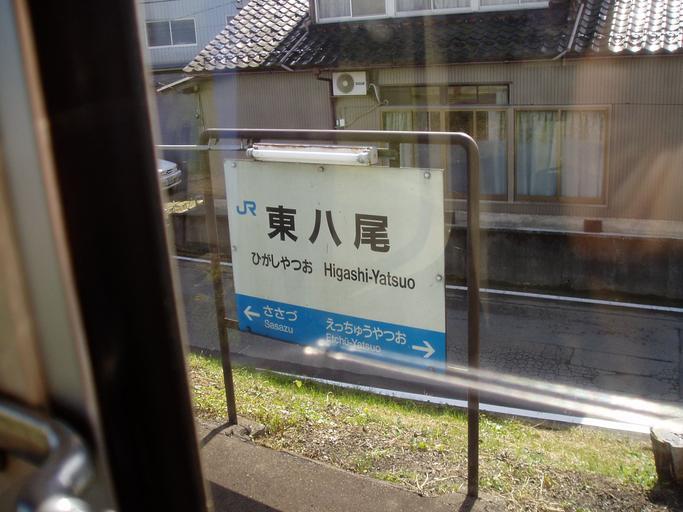 JR 東八尾
ひがしやつお Higashi-Yatsuo
← ささづ えっちゅうやつお →
Sasazu Etchū-Yatsuo